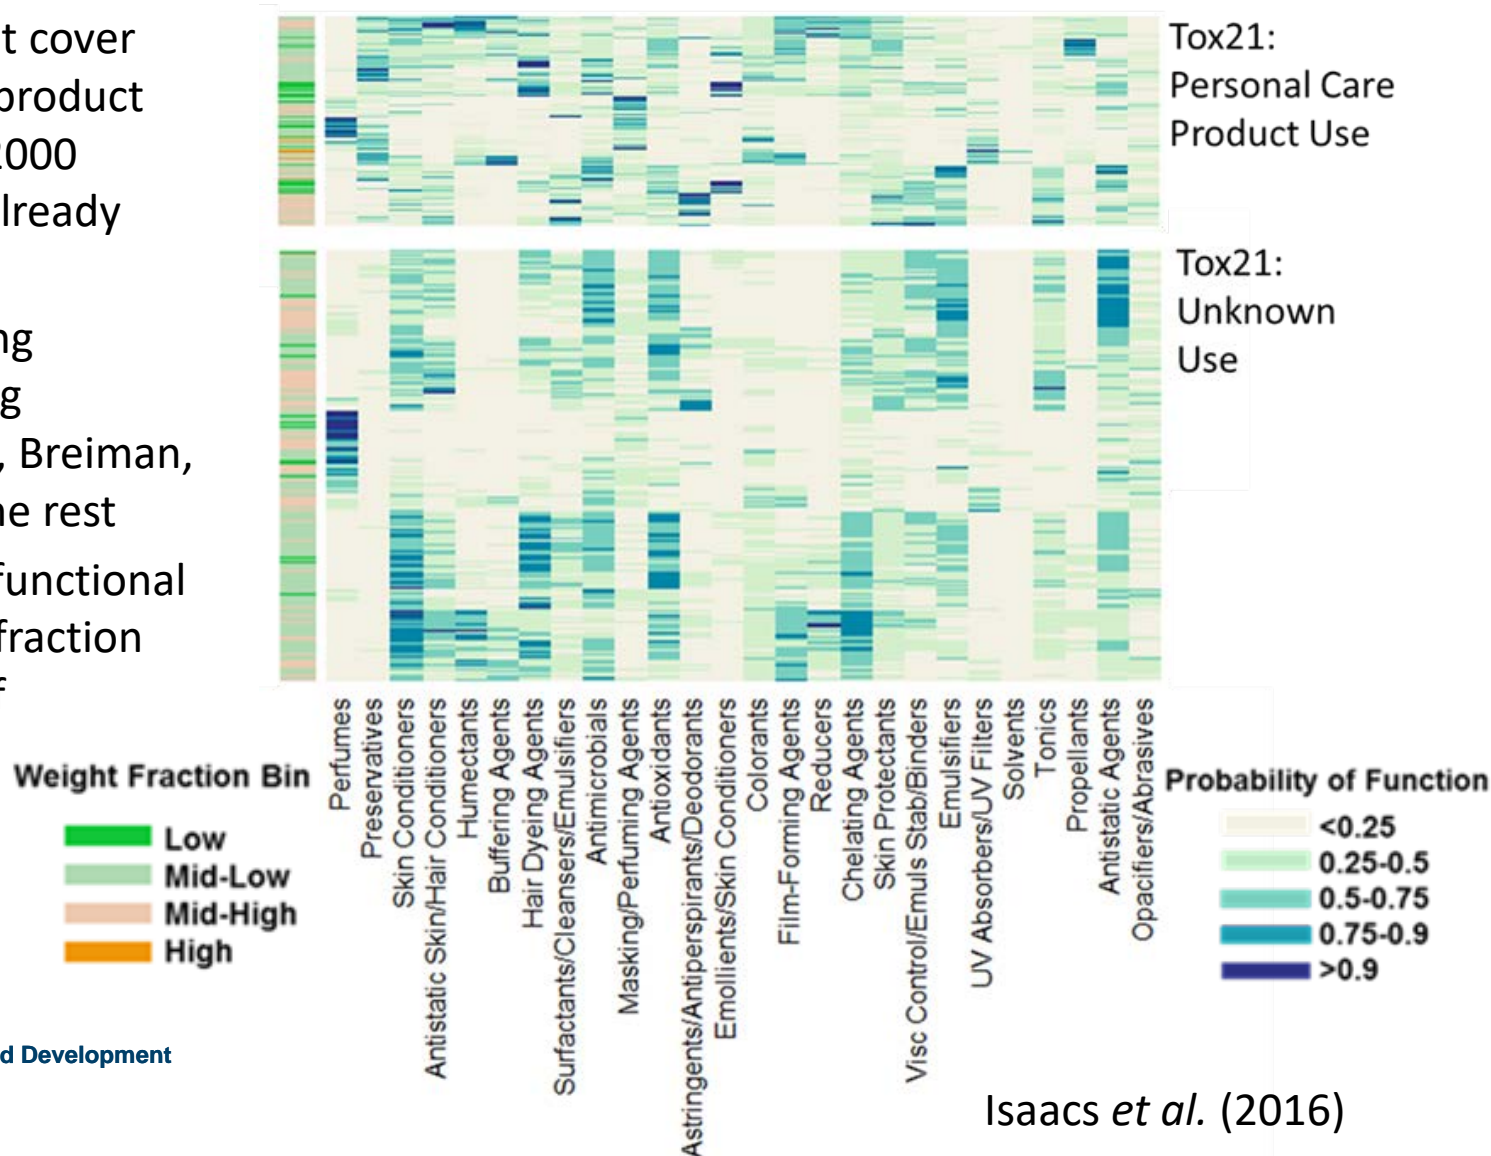 t cover
product
2000
lready
ng
g
, Breiman,
ne rest
functional
fraction
Tox21:
Personal Care
Product Use
Tox21:
Unknown
Use
Perfumes
Preservatives
Skin Conditioners
Antistatic Skin/Hair Conditioners
Humectants
Buffering Agents
Hair Dyeing Agents
Surfactants/Cleansers/Emulsifiers
Antimicrobials
Masking/Perfuming Agents
Antioxidants
Astringents/Antiperspirants/Deodorants
Emollients/Skin Conditioners
Colorants
Film-Forming Agents
Reducers
Chelating Agents
Skin Protectants
Visc Control/Emuls Stab/Binders
Emulsifiers
UV Absorbers/UV Filters
Solvents
Tonics
Propellants
Antistatic Agents
Opacifiers/Abrasives
Weight Fraction Bin
Low
Mid-Low
Mid-High
High
Probability of Function
<0.25
0.25-0.5
0.5-0.75
0.75-0.9
>0.9
d Development
Isaacs et al. (2016)